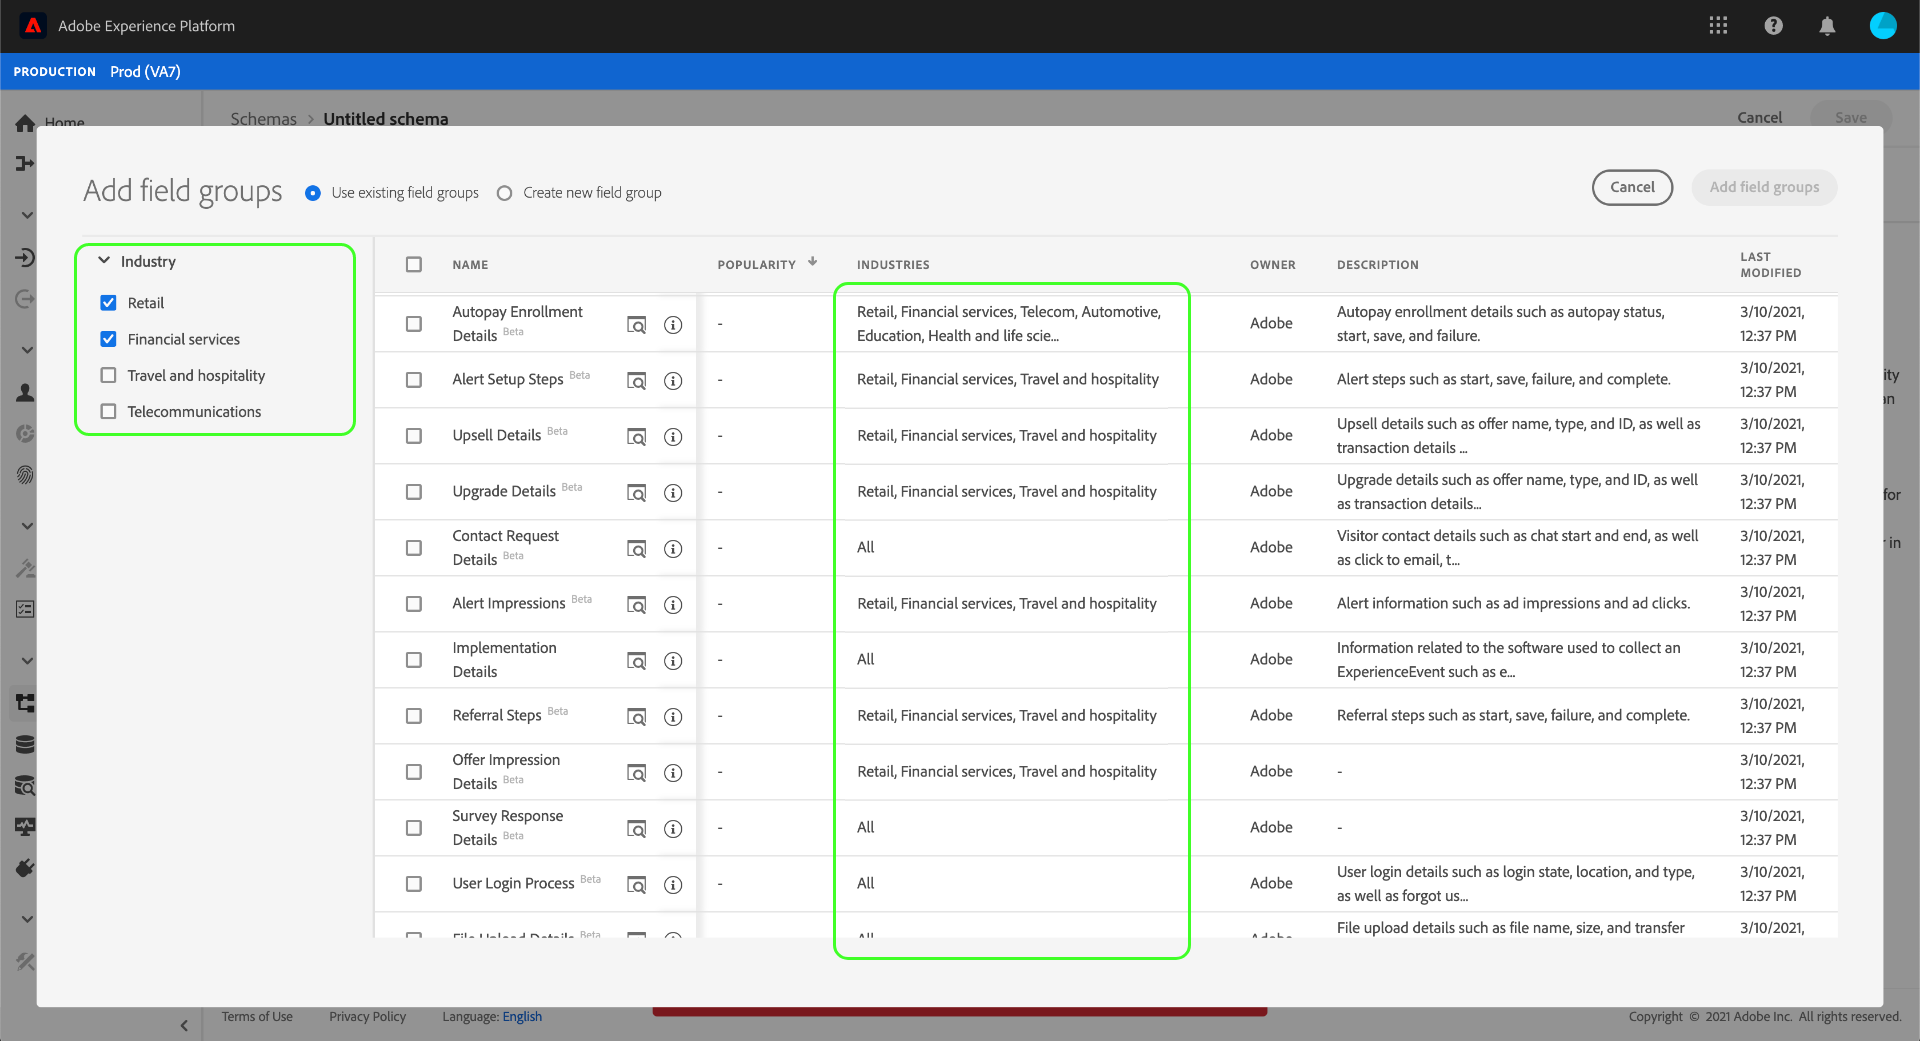 Adobe Experience Platform
PRODUCTION Prod (VA7)
Home
Schemas > Untitled schema
Cancel
Save
Add field groups
Use existing field groups
Create new field group
Cancel
Add field groups
Industry
Retail
Financial services
Travel and hospitality
Telecommunications
NAME POPULARITY INDUSTRIES OWNER DESCRIPTION LAST
MODIFIED
Autopay Enrollment
Details Beta
-
Retail, Financial services, Telecom, Automotive,
Education, Health and life scie...
Adobe
Autopay enrollment details such as autopay status,
start, save, and failure.
3/10/2021,
12:37 PM
Alert Setup Steps Beta
-
Retail, Financial services, Travel and hospitality
Adobe
Alert steps such as start, save, failure, and complete.
3/10/2021,
12:37 PM
Upsell Details Beta
-
Retail, Financial services, Travel and hospitality
Adobe
Upsell details such as offer name, type, and ID, as well as
transaction details ...
3/10/2021,
12:37 PM
Upgrade Details Beta
-
Retail, Financial services, Travel and hospitality
Adobe
Upgrade details such as offer name, type, and ID, as well
as transaction details...
3/10/2021,
12:37 PM
Contact Request
Details Beta
-
All
Adobe
Visitor contact details such as chat start and end, as well
as click to email, t...
3/10/2021,
12:37 PM
Alert Impressions Beta
-
Retail, Financial services, Travel and hospitality
Adobe
Alert information such as ad impressions and ad clicks.
3/10/2021,
12:37 PM
Implementation
Details
-
All
Adobe
Information related to the software used to collect an
ExperienceEvent such as e...
3/10/2021,
12:37 PM
Referral Steps Beta
-
Retail, Financial services, Travel and hospitality
Adobe
Referral steps such as start, save, failure, and complete.
3/10/2021,
12:37 PM
Offer Impression
Details Beta
-
Retail, Financial services, Travel and hospitality
Adobe
-
3/10/2021,
12:37 PM
Survey Response
Details Beta
-
All
Adobe
-
3/10/2021,
12:37 PM
User Login Process Beta
-
All
Adobe
User login details such as login state, location, and type,
as well as forgot us...
3/10/2021,
12:37 PM
File Upload Details Beta
All
Adobe
File upload details such as file name, size, and transfer
3/10/2021,
ity
an
for
r in
Terms of Use Privacy Policy Language: English
Copyright © 2021 Adobe Inc. All rights reserved.